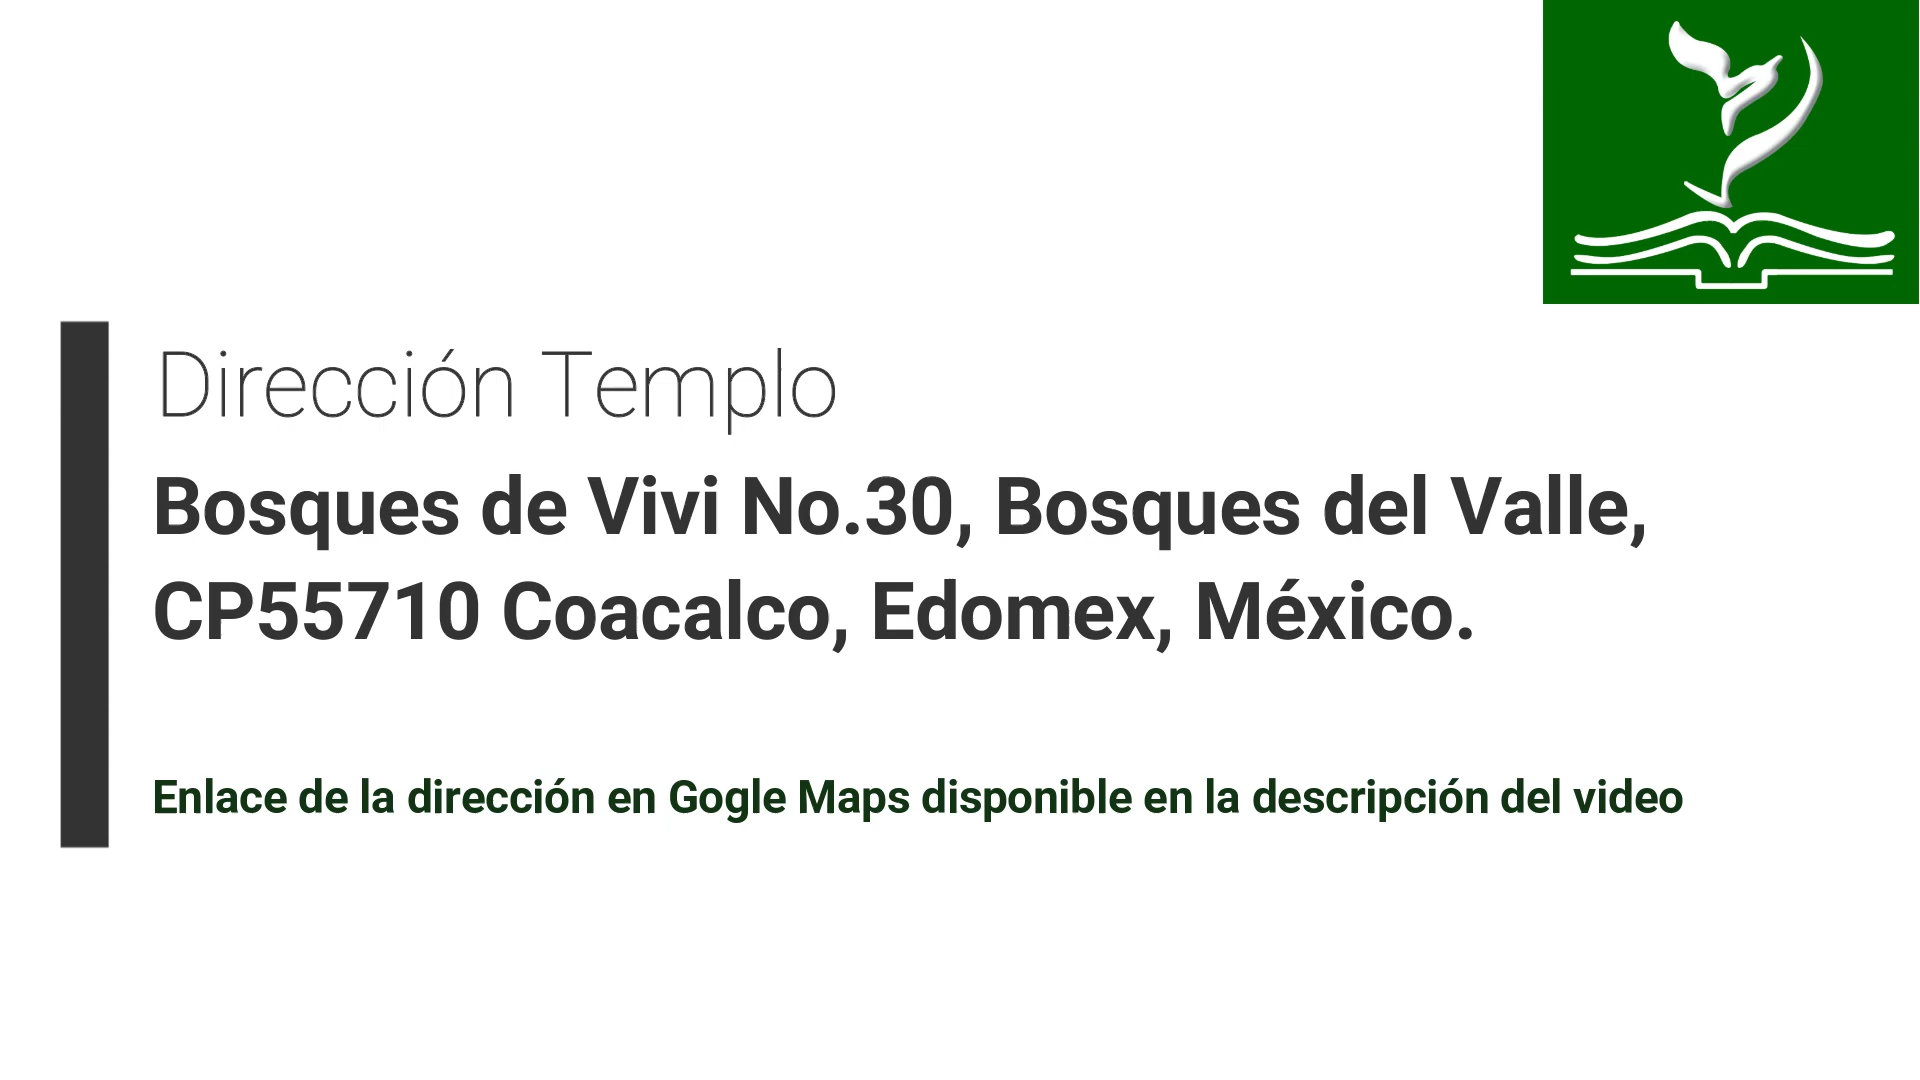 Dirección Templo
Bosques de Vivi No.30, Bosques del Valle,
CP55710 Coacalco, Edomex, México.
Enlace de la dirección en Gogle Maps disponible en la descripción del video